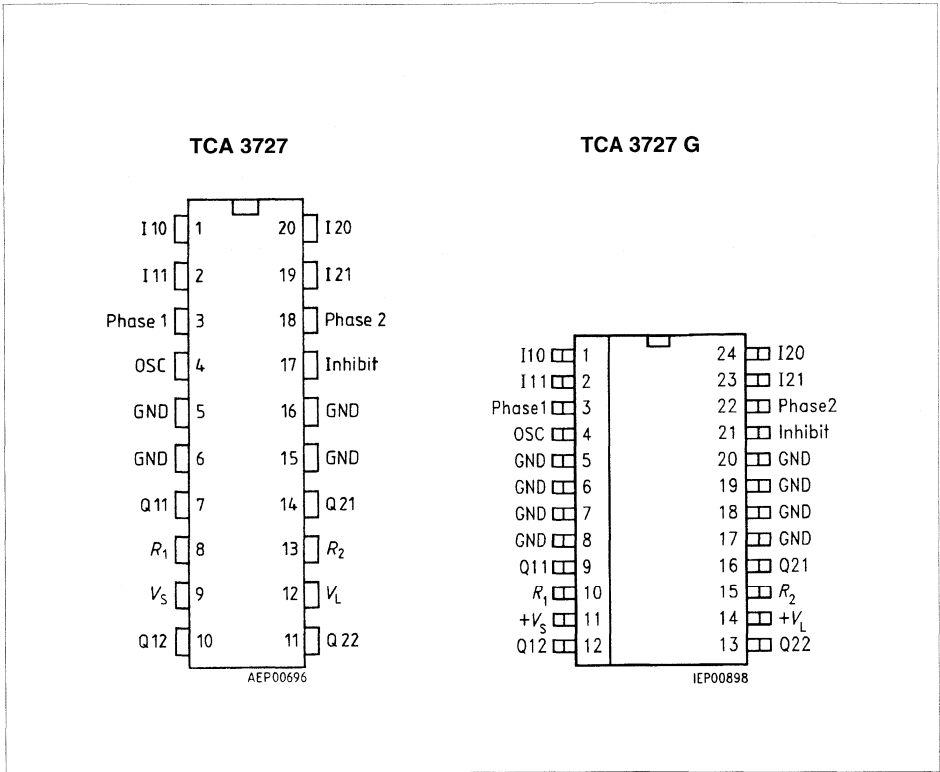 TCA 3727
TCA 3727 G
I10 1 20 I20
I11 2 19 I21
Phase 1 3 18 Phase 2
OSC 4 17 Inhibit
GND 5 16 GND
GND 6 15 GND
Q11 7 14 Q21
R1 8 13 R2
VS 9 12 VL
Q12 10 11 Q22
AEP00696
I10 1 24 I20
I11 2 23 I21
Phase1 3 22 Phase2
OSC 4 21 Inhibit
GND 5 20 GND
GND 6 19 GND
GND 7 18 GND
GND 8 17 GND
Q11 9 16 Q21
R1 10 15 R2
+VS 11 14 +VL
Q12 12 13 Q22
IEP00898